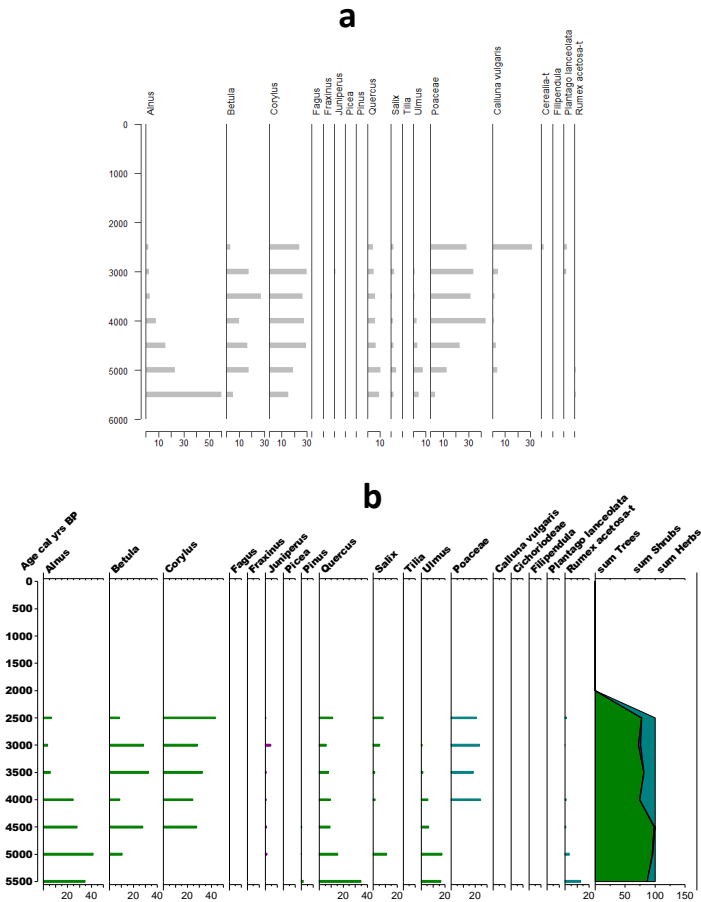 a
Alnus
Betula
Corylus
Fagus
Fraxinus
Juniperus
Picea
Pinus
Quercus
Salix
Tilia
Ulmus
Poaceae
Calluna vulgaris
Cerealia-t
Filipendula
Plantago lanceolata
Rumex acetosa-t
0
1000
2000
3000
4000
5000
6000
10 30 50 10 30 10 30 10 10 10 30 10 30
b
Age cal yrs BP
Alnus
Betula
Corylus
Fagus
Fraxinus
Juniperus
Picea
Pinus
Quercus
Salix
Tilia
Ulmus
Poaceae
Calluna vulgaris
Cichoriodeae
Filipendula
Plantago lanceolata
Rumex acetosa-t
sum Trees
sum Shrubs
sum Herbs
0
500
1000
1500
2000
2500
3000
3500
4000
4500
5000
5500
20 40 20 40 20 40 20 40 20 20 20 50 100 150